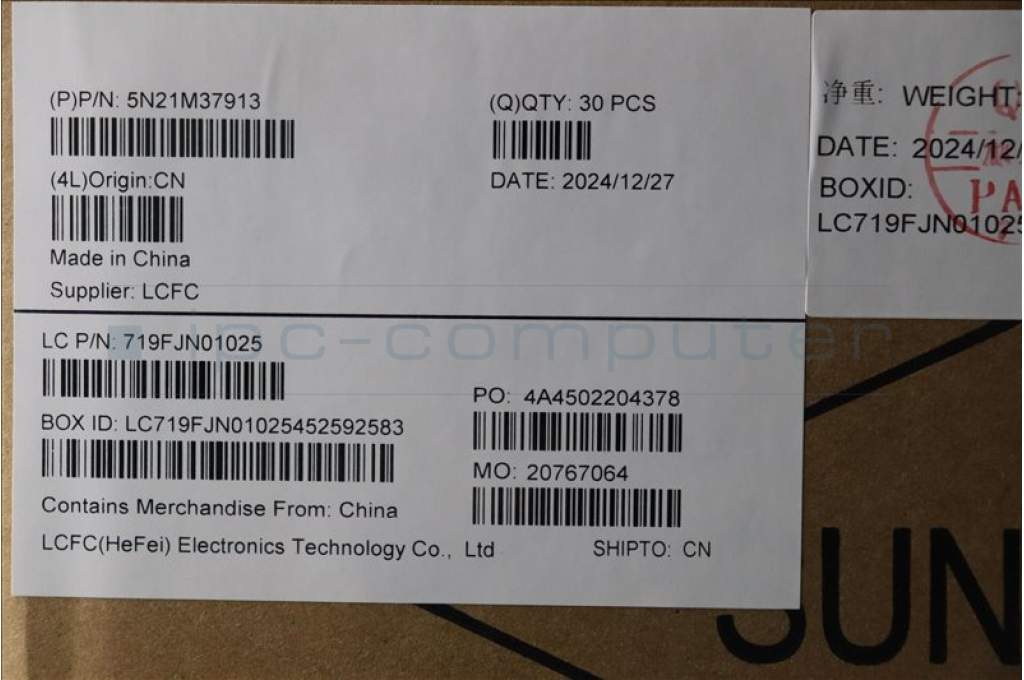 (P)P/N: 5N21M37913
(Q)QTY: 30 PCS
(4L)Origin:CN
DATE: 2024/12/27
Made in China
Supplier: LCFC
LC P/N: 719FJN01025
PO: 4A4502204378
BOX ID: LC719FJN01025452592583
MO: 20767064
Contains Merchandise From: China
LCFC(HeFei) Electronics Technology Co., Ltd
SHIPTO: CN
净重: WEIGHT:
DATE: 2024/12/
BOXID:
LC719FJN01025
PA
ipc-computer
SUN